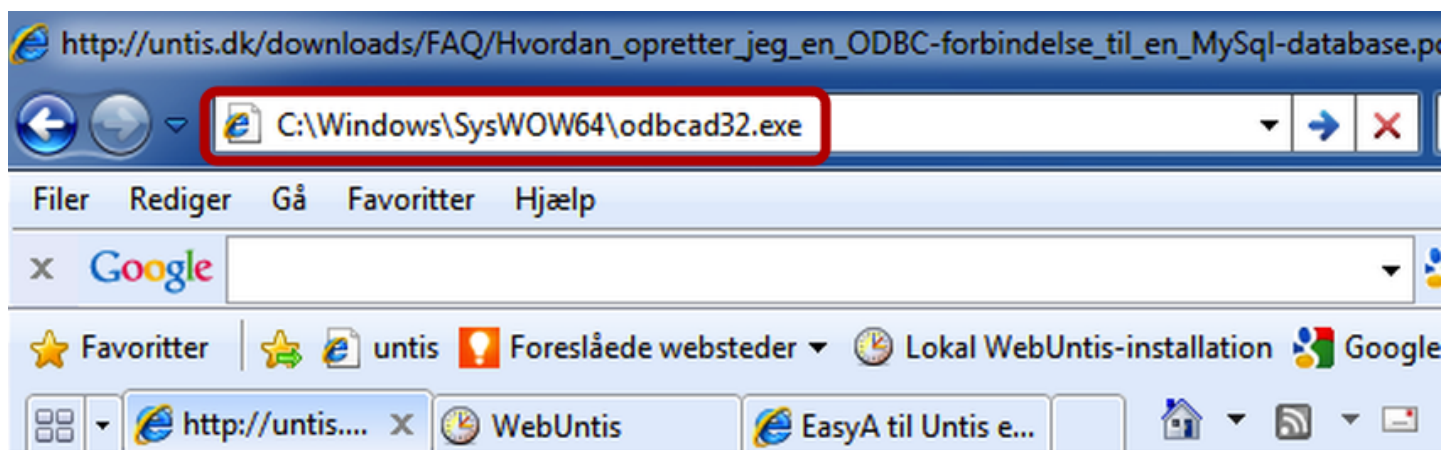 http://untis.dk/downloads/FAQ/Hvordan_opretter_jeg_en_ODBC-forbindelse_til_en_MySql-database.pd
C:\Windows\SysWOW64\odbcad32.exe
Filer Rediger Gå Favoritter Hjælp
x Google
Favoritter untis Foreslåede websteder Lokal WebUntis-installation Google
http://untis.... x WebUntis EasyA til Untis e...